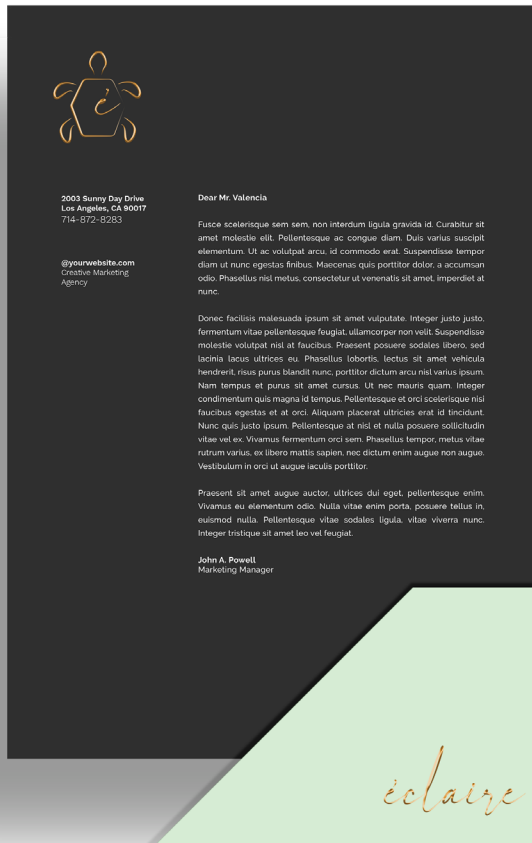 é
2003 Sunny Day Drive
Los Angeles, CA 90017
714-872-8283
@yourwebsite.com
Creative Marketing
Agency
Dear Mr. Valencia
Fusce scelerisque sem sem, non interdum ligula gravida id. Curabitur sit
amet molestie elit. Pellentesque ac congue diam. Duis varius suscipit
elementum. Ut ac volutpat arcu, id commodo erat. Suspendisse tempor
diam ut nunc egestas finibus. Maecenas quis porttitor dolor, a accumsan
odio. Phasellus nisl metus, consectetur ut venenatis sit amet, imperdiet at
nunc.
Donec facilisis malesuada ipsum sit amet vulputate. Integer justo justo,
fermentum vitae pellentesque feugiat, ullamcorper non velit. Suspendisse
molestie volutpat nisl at faucibus. Praesent posuere sodales libero, sed
lacinia lacus ultrices eu. Phasellus lobortis, lectus sit amet vehicula
hendrerit, risus purus blandit nunc, porttitor dictum arcu nisl varius ipsum.
Nam tempus et purus sit amet cursus. Ut nec mauris quam. Integer
condimentum quis magna id tempus. Pellentesque et orci scelerisque nisi
faucibus egestas et at orci. Aliquam placerat ultricies erat id tincidunt.
Nunc quis justo ipsum. Pellentesque at nisl et nulla posuere sollicitudin
vitae vel ex. Vivamus fermentum orci sem. Phasellus tempor, metus vitae
rutrum varius, ex libero mattis sapien, nec dictum enim augue non augue.
Vestibulum in orci ut augue iaculis porttitor.
Praesent sit amet augue auctor, ultrices dui eget, pellentesque enim.
Vivamus eu elementum odio. Nulla vitae enim porta, posuere tellus in,
euismod nulla. Pellentesque vitae sodales ligula, vitae viverra nunc.
Integer tristique sit amet leo vel feugiat.
John A. Powell
Marketing Manager
éclaire